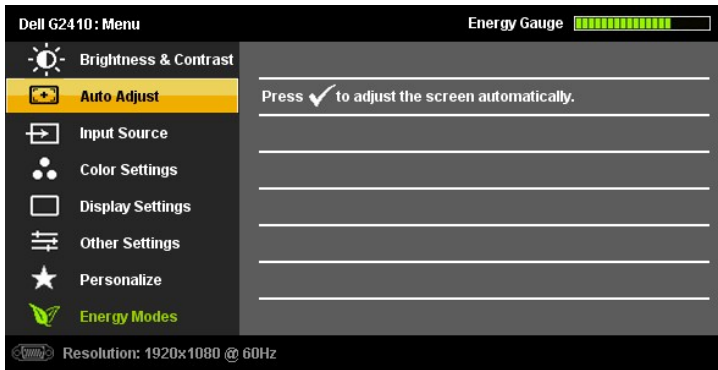 Dell G2410: Menu
Energy Gauge
Brightness & Contrast
Auto Adjust
Press ✓ to adjust the screen automatically.
Input Source
Color Settings
Display Settings
Other Settings
Personalize
Energy Modes
Resolution: 1920x1080 @ 60Hz